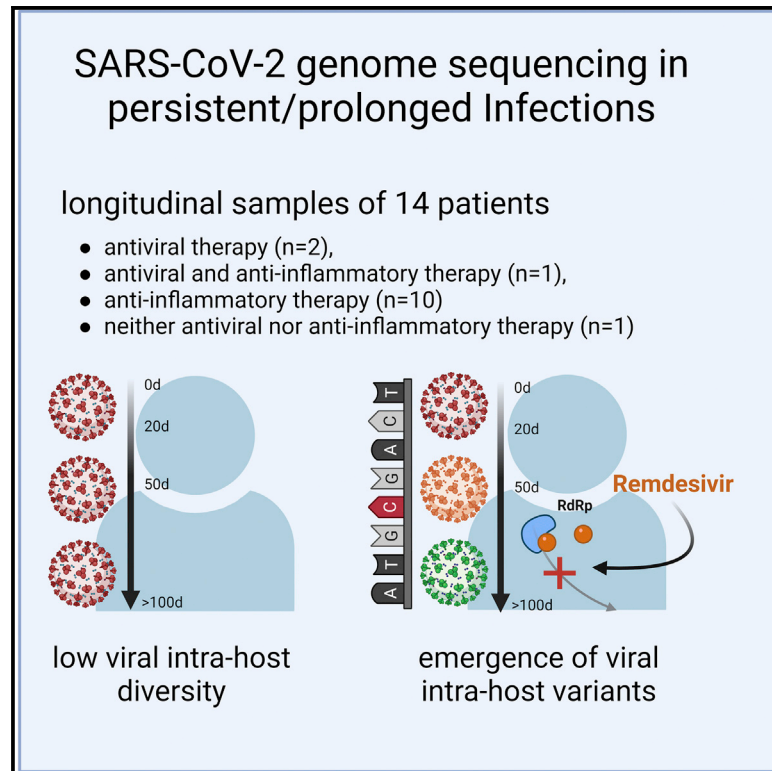 SARS-CoV-2 genome sequencing in
persistent/prolonged Infections
longitudinal samples of 14 patients
● antiviral therapy (n=2),
● antiviral and anti-inflammatory therapy (n=1),
● anti-inflammatory therapy (n=10)
● neither antiviral nor anti-inflammatory therapy (n=1)
0d
20d
50d
>100d
low viral intra-host
diversity
T
C
A
G
C
G
T
A
0d
20d
50d
>100d
RdRp
Remdesivir
emergence of viral
intra-host variants